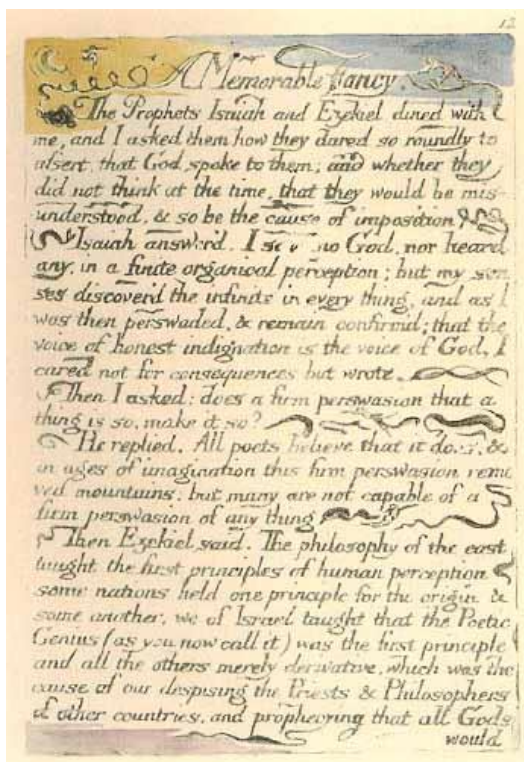 12
A Memorable Fancy.
The Prophets Isaiah and Ezekiel dined with
me, and I asked them how they dared so roundly to
assert, that God spoke to them; and whether they
did not think at the time, that they would be mis-
understood, & so be the cause of imposition
Isaiah answer'd. I saw no God, nor heard
any, in a finite organical perception; but my sen-
ses discover'd the infinite in every thing, and as I
was then perswaded, & remain confirm'd; that the
voice of honest indignation is the voice of God, I
cared not for consequences but wrote.
Then I asked: does a firm perswasion that a
thing is so, make it so?
He replied, All poets believe that it does, &
in ages of imagination this firm perswasion remo
ved mountains; but many are not capable of a
firm perswasion of any thing
Then Ezekiel said. The philosophy of the east
taught the first principles of human perception
some nations held one principle for the origin &
some another, we of Israel taught that the Poetic
Genius (as you now call it) was the first principle
and all the others merely derivative, which was the
cause of our despising the Priests & Philosophers
of other countries, and prophecying that all Gods
would